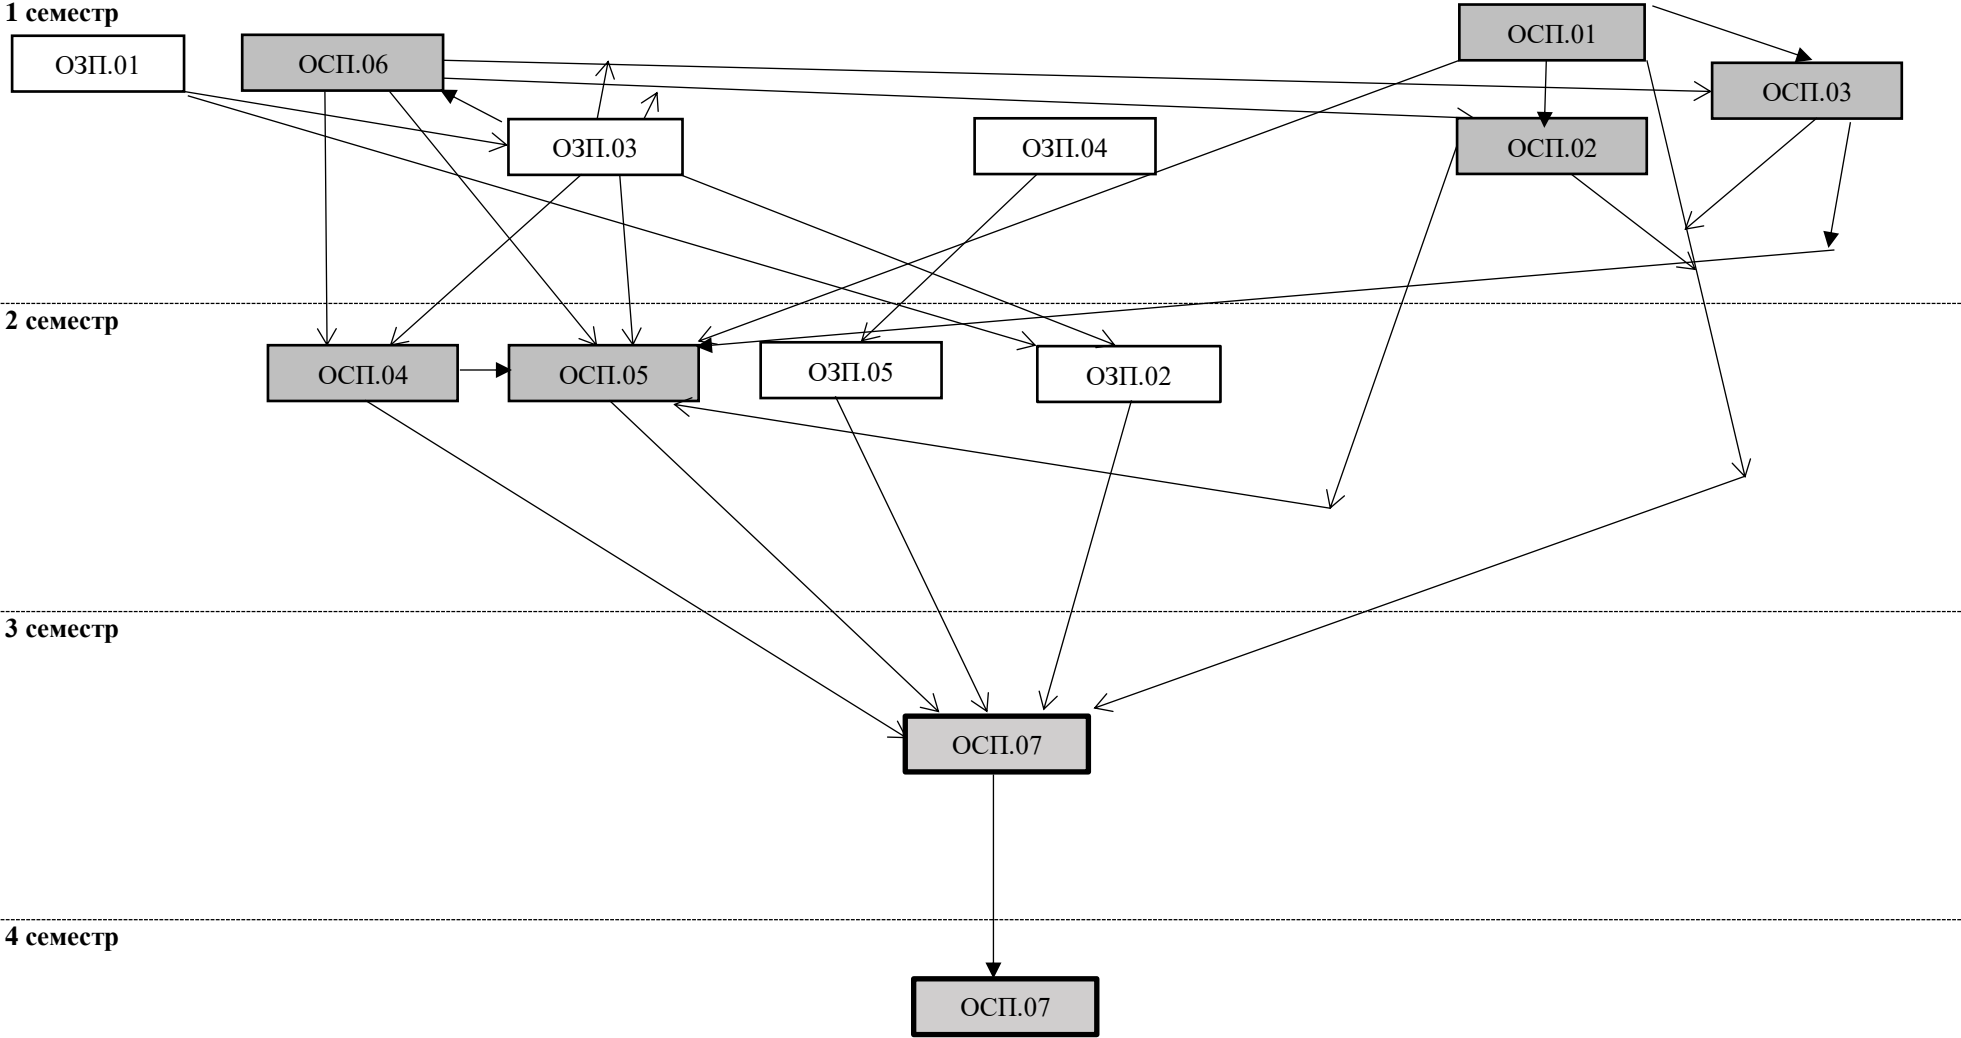 1 семестр
ОЗП.01
ОСП.06
ОСП.01
ОСП.03
ОЗП.03
ОЗП.04
ОСП.02
2 семестр
ОСП.04
ОСП.05
ОЗП.05
ОЗП.02
3 семестр
ОСП.07
4 семестр
ОСП.07